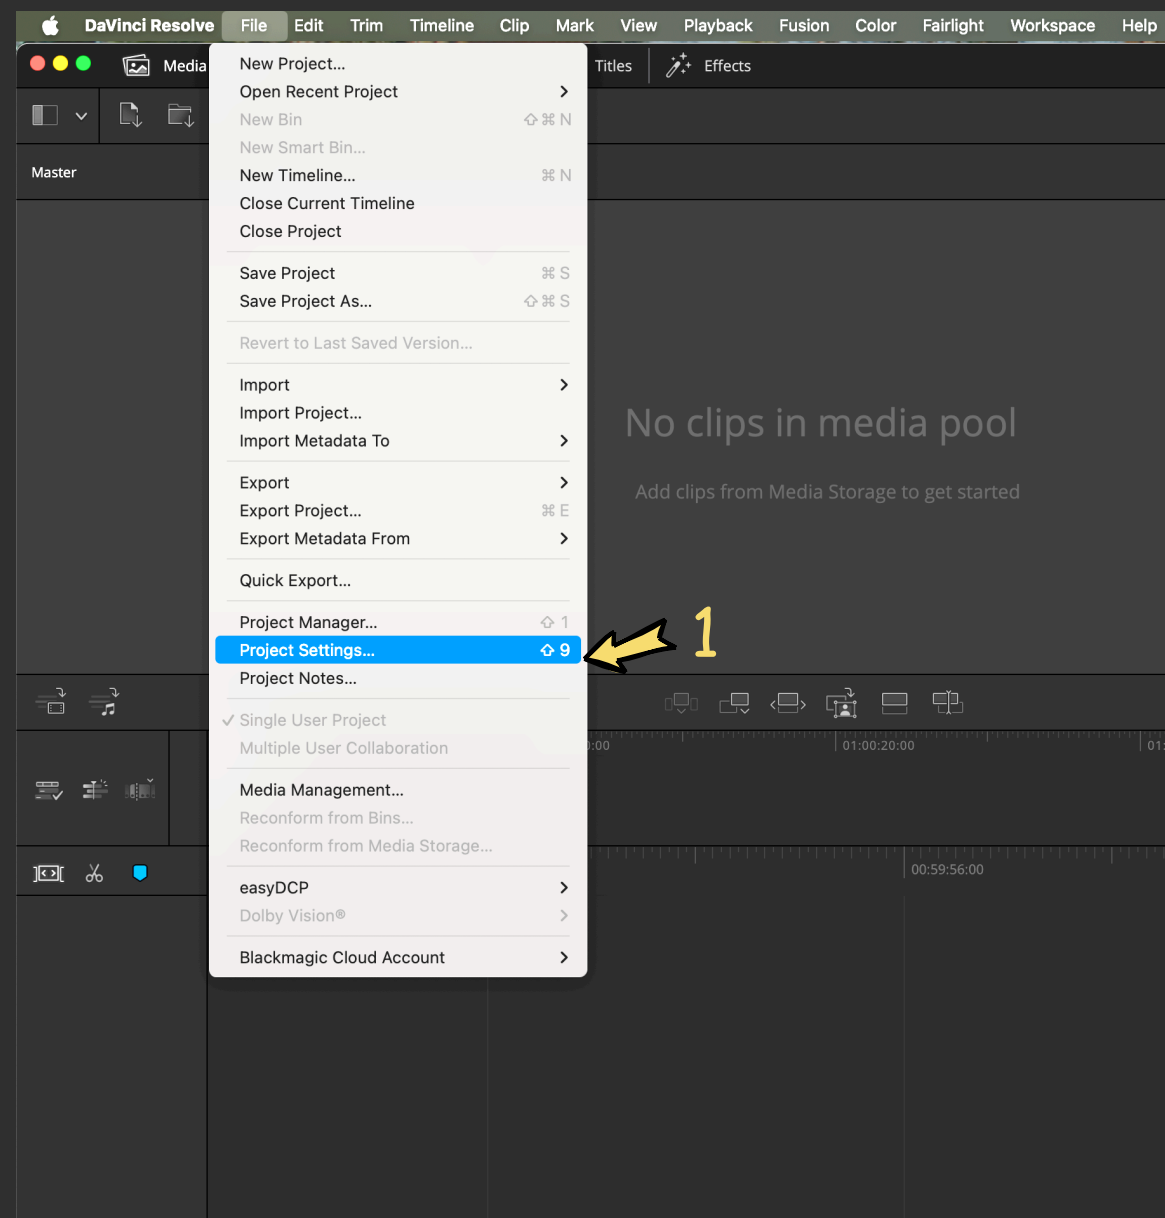 DaVinci Resolve File Edit Trim Timeline Clip Mark View Playback Fusion Color Fairlight Workspace Help
Media Titles Effects
Master
New Project...
Open Recent Project
New Bin ⇧⌘N
New Smart Bin...
New Timeline... ⌘N
Close Current Timeline
Close Project
Save Project ⌘S
Save Project As... ⇧⌘S
Revert to Last Saved Version...
Import
Import Project...
Import Metadata To
Export
Export Project... ⌘E
Export Metadata From
Quick Export...
Project Manager... ⇧1
Project Settings... ⇧9
Project Notes...
✓ Single User Project
Multiple User Collaboration
Media Management...
Reconform from Bins...
Reconform from Media Storage...
easyDCP
Dolby Vision®
Blackmagic Cloud Account
No clips in media pool
Add clips from Media Storage to get started
1
01:00:20:00
00:59:56:00